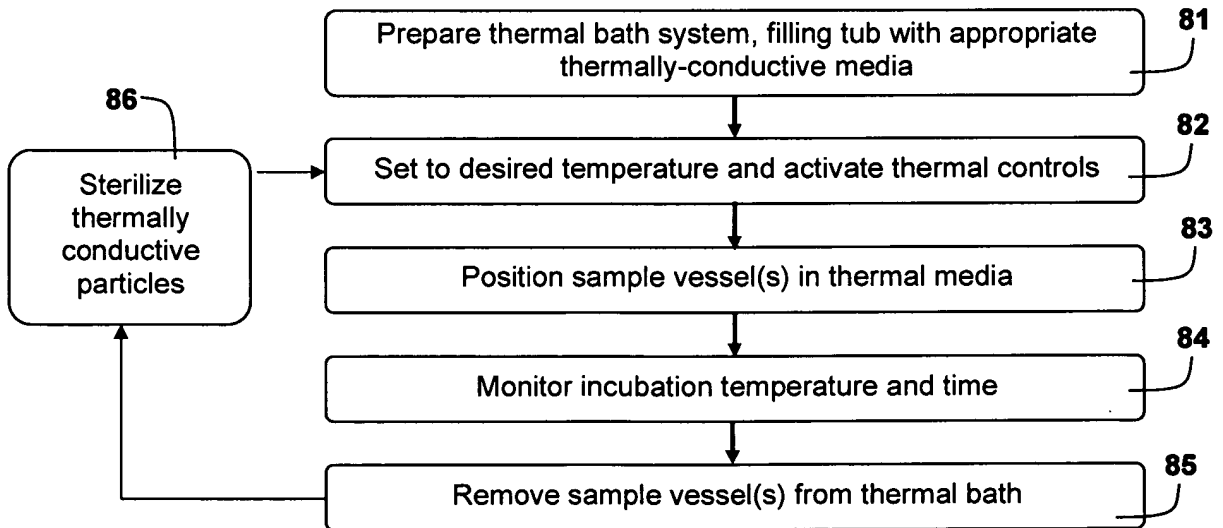 Prepare thermal bath system, filling tub with appropriate
thermally-conductive media
81
86
Set to desired temperature and activate thermal controls
82
Sterilize
thermally
conductive
particles
Position sample vessel(s) in thermal media
83
Monitor incubation temperature and time
84
Remove sample vessel(s) from thermal bath
85